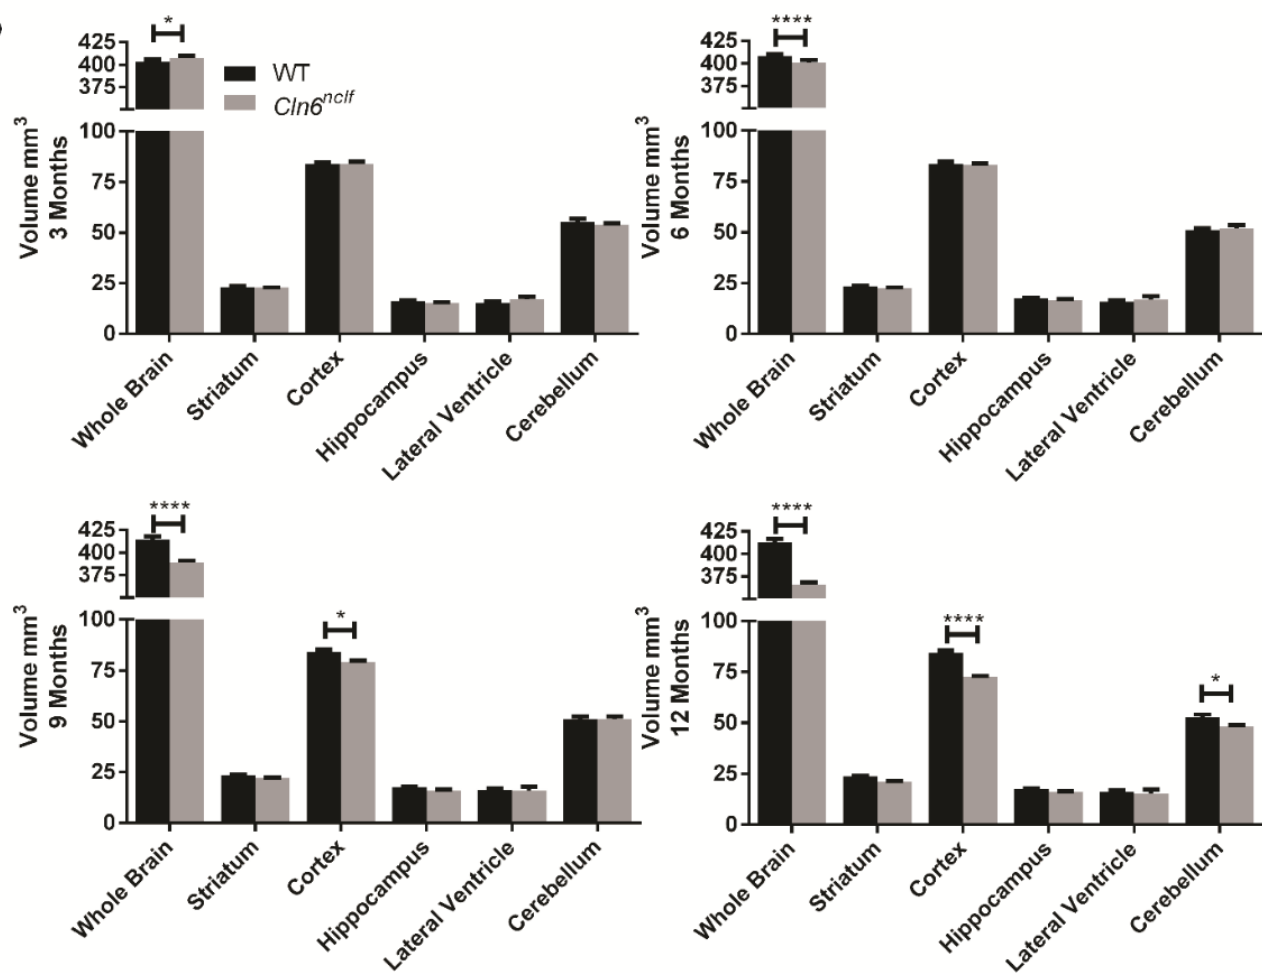 *
425
400
375
100
75
50
25
0
Volume mm³
3 Months
WT
Cln6ⁿᶜˡᶠ
Whole Brain
Striatum
Cortex
Hippocampus
Lateral Ventricle
Cerebellum
****
425
400
375
100
75
50
25
0
Volume mm³
6 Months
Whole Brain
Striatum
Cortex
Hippocampus
Lateral Ventricle
Cerebellum
****
425
400
375
100
75
50
25
0
Volume mm³
9 Months
*
Whole Brain
Striatum
Cortex
Hippocampus
Lateral Ventricle
Cerebellum
****
425
400
375
100
75
50
25
0
Volume mm³
12 Months
****
*
Whole Brain
Striatum
Cortex
Hippocampus
Lateral Ventricle
Cerebellum